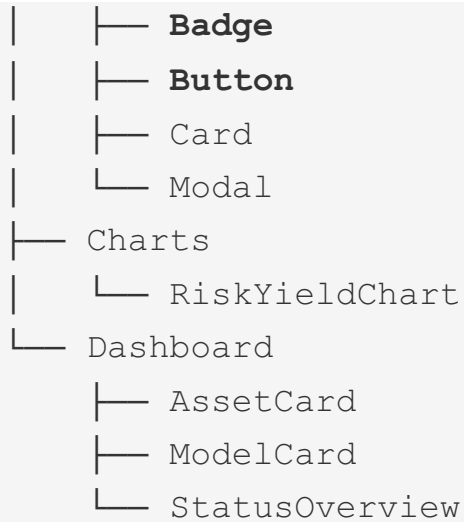 │   ├── Badge
│   ├── Button
│   ├── Card
│   └── Modal
├── Charts
│   └── RiskYieldChart
└── Dashboard
    ├── AssetCard
    ├── ModelCard
    └── StatusOverview